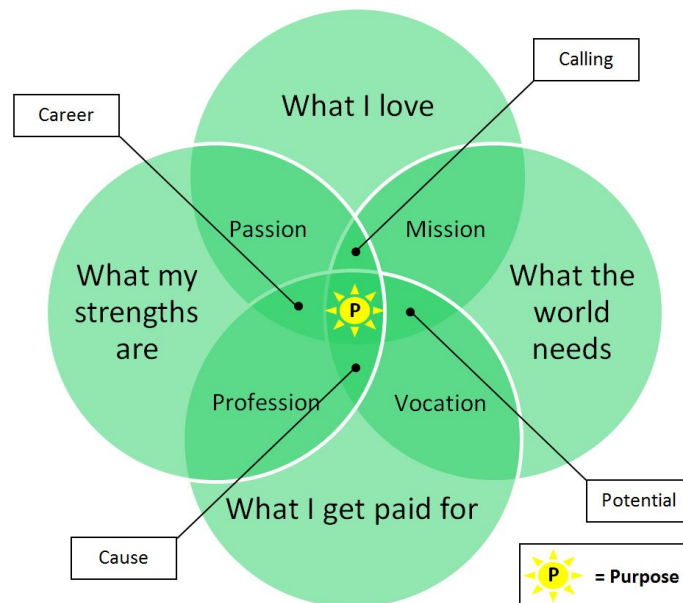 Calling
What I love
Career
Passion
Mission
What my
strengths
are
What the
world
needs
P
Profession
Vocation
What I get paid for
Potential
Cause
P
= Purpose